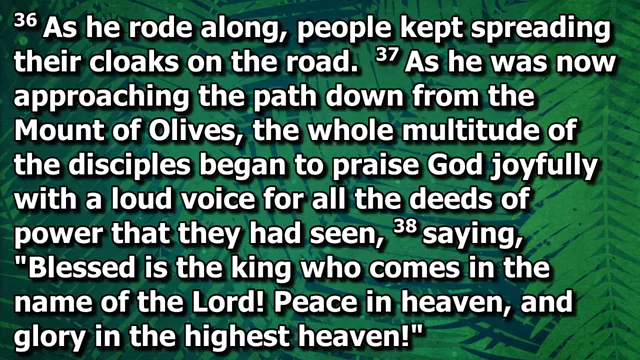 36 As he rode along, people kept spreading
their cloaks on the road. 37 As he was now
approaching the path down from the
Mount of Olives, the whole multitude of
the disciples began to praise God joyfully
with a loud voice for all the deeds of
power that they had seen, 38 saying,
"Blessed is the king who comes in the
name of the Lord! Peace in heaven, and
glory in the highest heaven!"